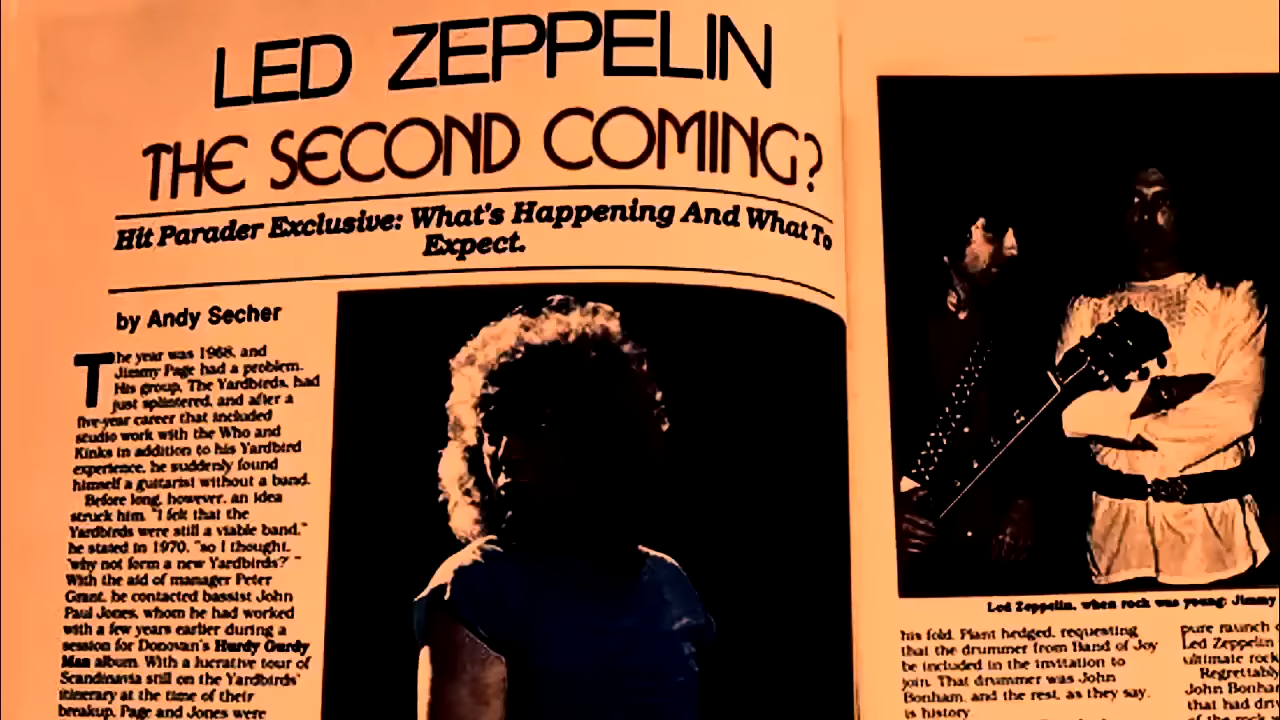 LED ZEPPELIN
THE SECOND COMING?
Hit Parader Exclusive: What's Happening And What To
Expect.
by Andy Secher
The year was 1968, and
Jimmy Page had a problem.
His group, The Yardbirds, had
just splintered, and after a
five-year career that included
studio work with the Who and
Kinks in addition to his Yardbird
experience, he suddenly found
himself a guitarist without a band.
Before long, however, an idea
struck him. "I felt that the
Yardbirds were still a viable band,"
he stated in 1970, "so I thought,
'why not form a new Yardbirds?' "
With the aid of manager Peter
Grant, he contacted bassist John
Paul Jones, whom he had worked
with a few years earlier during a
session for Donovan's Hurdy Gurdy
Man album. With a lucrative tour of
Scandinavia still on the Yardbirds'
itinerary at the time of their
breakup, Page and Jones were
Led Zeppelin, when rock was young: Jimmy
his fold. Plant hedged, requesting
that the drummer from Band of Joy
be included in the invitation to
join. That drummer was John
Bonham, and the rest, as they say,
is history.
pure raunch
Led Zeppelin
ultimate rock
Regrettably
John Bonha
that had dri
of the rock